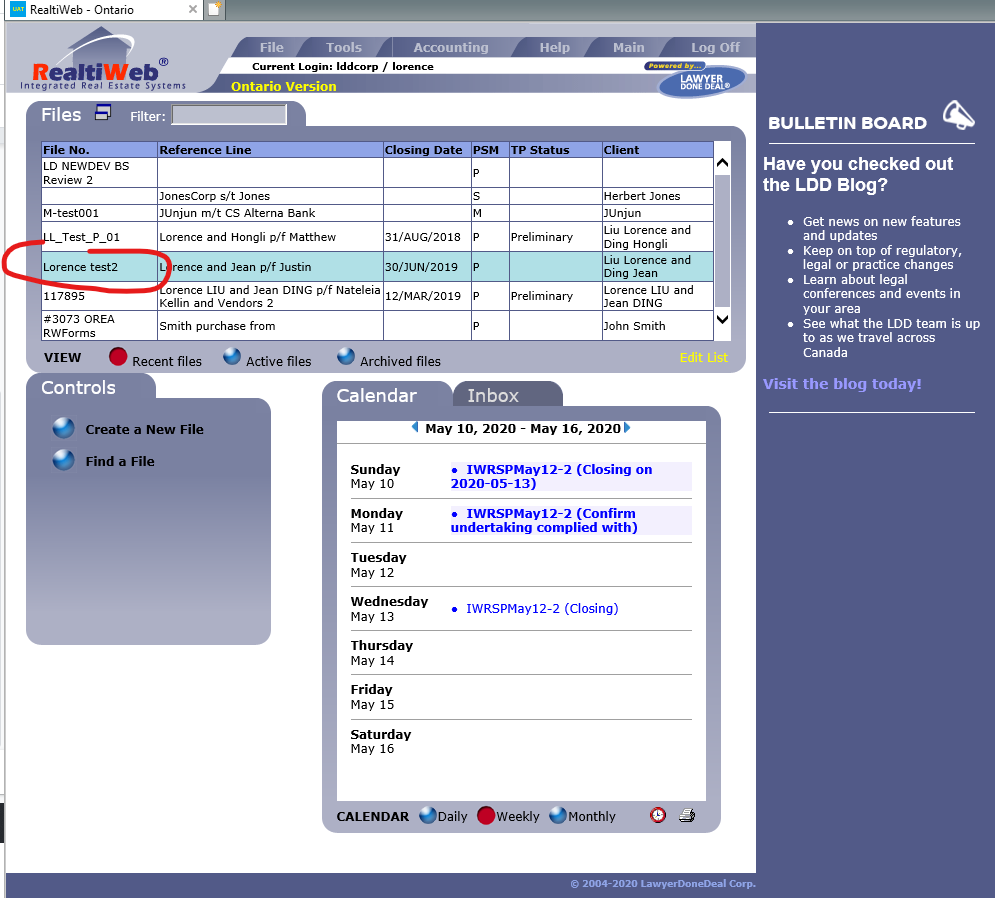 UAT RealtiWeb - Ontario
RealtiWeb®
Integrated Real Estate Systems
File Tools Accounting Help Main Log Off
Current Login: lddcorp / lorence
Powered by...
LAWYER
DONE DEAL®
Ontario Version
Files Filter:
File No. Reference Line Closing Date PSM TP Status Client
LD NEWDEV BS
Review 2 P
JonesCorp s/t Jones S Herbert Jones
M-test001 JUnjun m/t CS Alterna Bank M JUnjun
LL_Test_P_01 Lorence and Hongli p/f Matthew 31/AUG/2018 P Preliminary Liu Lorence and
Ding Hongli
Lorence test2 Lorence and Jean p/f Justin 30/JUN/2019 P Liu Lorence and
Ding Jean
117895 Lorence LIU and Jean DING p/f Nateleia
Kellin and Vendors 2 12/MAR/2019 P Preliminary Lorence LIU and
Jean DING
#3073 OREA
RWForms Smith purchase from P John Smith
VIEW Recent files Active files Archived files Edit List
Controls
Create a New File
Find a File
Calendar Inbox
May 10, 2020 - May 16, 2020
Sunday
May 10
• IWRSPMay12-2 (Closing on
2020-05-13)
Monday
May 11
• IWRSPMay12-2 (Confirm
undertaking complied with)
Tuesday
May 12
Wednesday
May 13
• IWRSPMay12-2 (Closing)
Thursday
May 14
Friday
May 15
Saturday
May 16
CALENDAR Daily Weekly Monthly
BULLETIN BOARD
Have you checked out
the LDD Blog?
• Get news on new features
and updates
• Keep on top of regulatory,
legal or practice changes
• Learn about legal
conferences and events in
your area
• See what the LDD team is up
to as we travel across
Canada
Visit the blog today!
© 2004-2020 LawyerDoneDeal Corp.